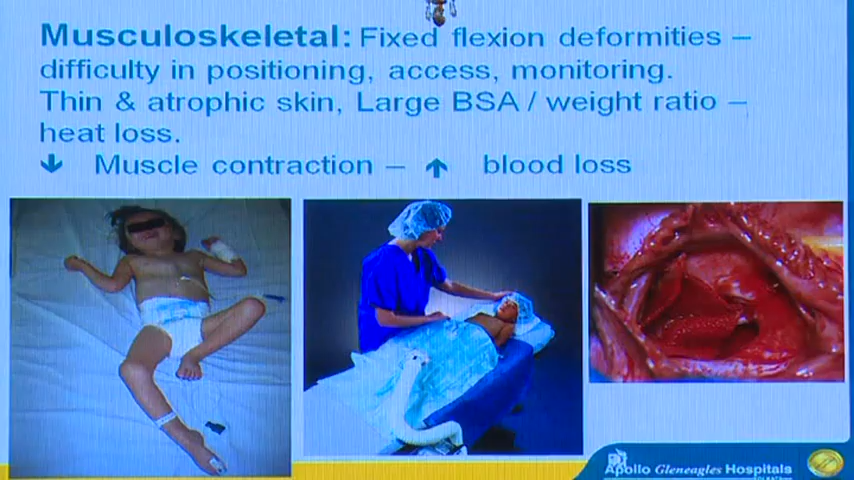 Musculoskeletal: Fixed flexion deformities –
difficulty in positioning, access, monitoring.
Thin & atrophic skin, Large BSA / weight ratio –
heat loss.
↓ Muscle contraction – ↑ blood loss
Apollo Gleneagles Hospitals